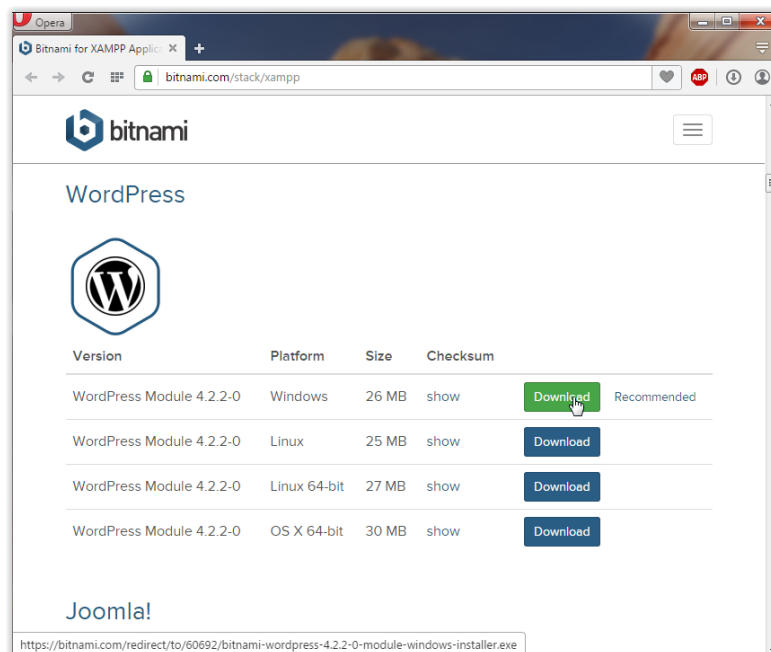 Opera
Bitnami for XAMPP Applic
bitnami.com/stack/xampp
ABP
bitnami
WordPress
Version Platform Size Checksum
WordPress Module 4.2.2-0 Windows 26 MB show Download Recommended
WordPress Module 4.2.2-0 Linux 25 MB show Download
WordPress Module 4.2.2-0 Linux 64-bit 27 MB show Download
WordPress Module 4.2.2-0 OS X 64-bit 30 MB show Download
Joomla!
https://bitnami.com/redirect/to/60692/bitnami-wordpress-4.2.2-0-module-windows-installer.exe